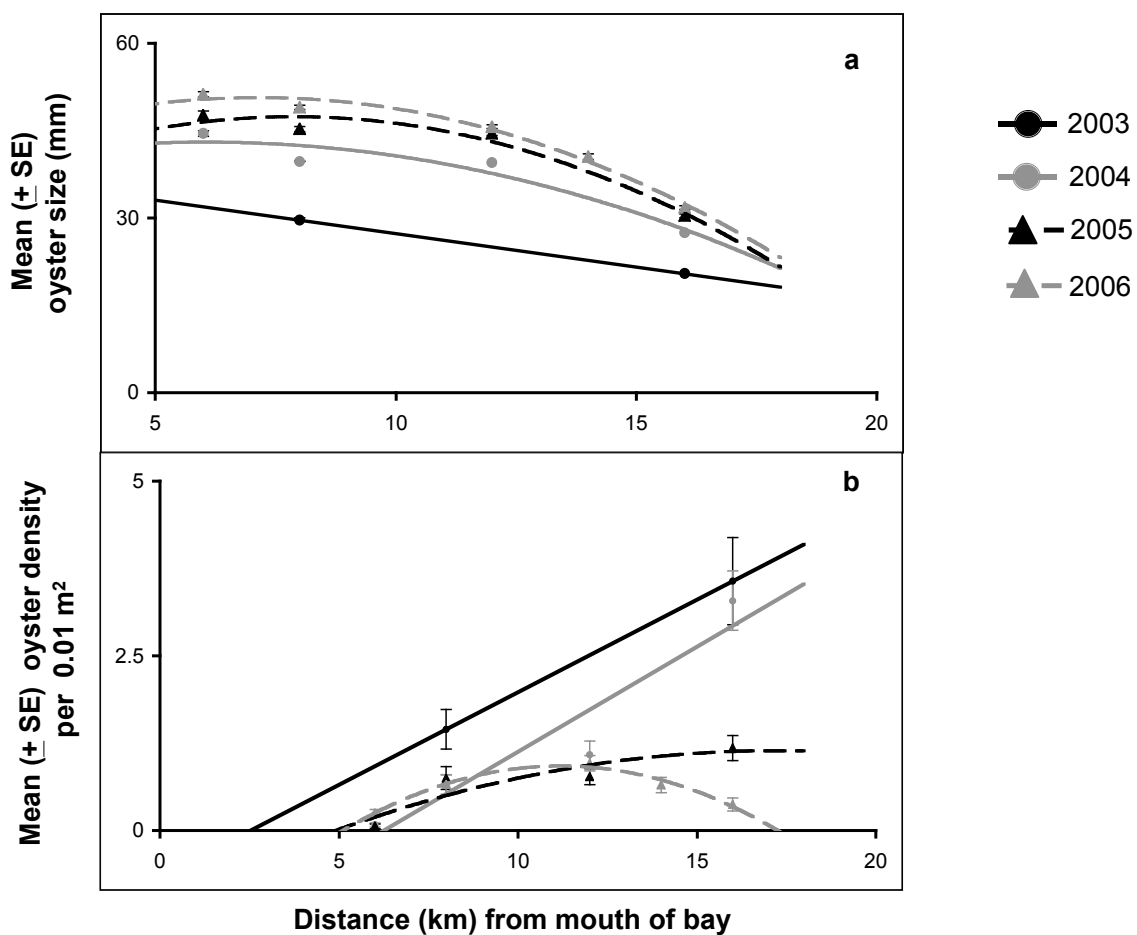 60
a
30
0
5
10
15
20
Mean (± SE)
oyster size (mm)
2003
2004
2005
2006
5
b
2.5
0
0
5
10
15
20
Mean (± SE) oyster density
per 0.01 m²
Distance (km) from mouth of bay